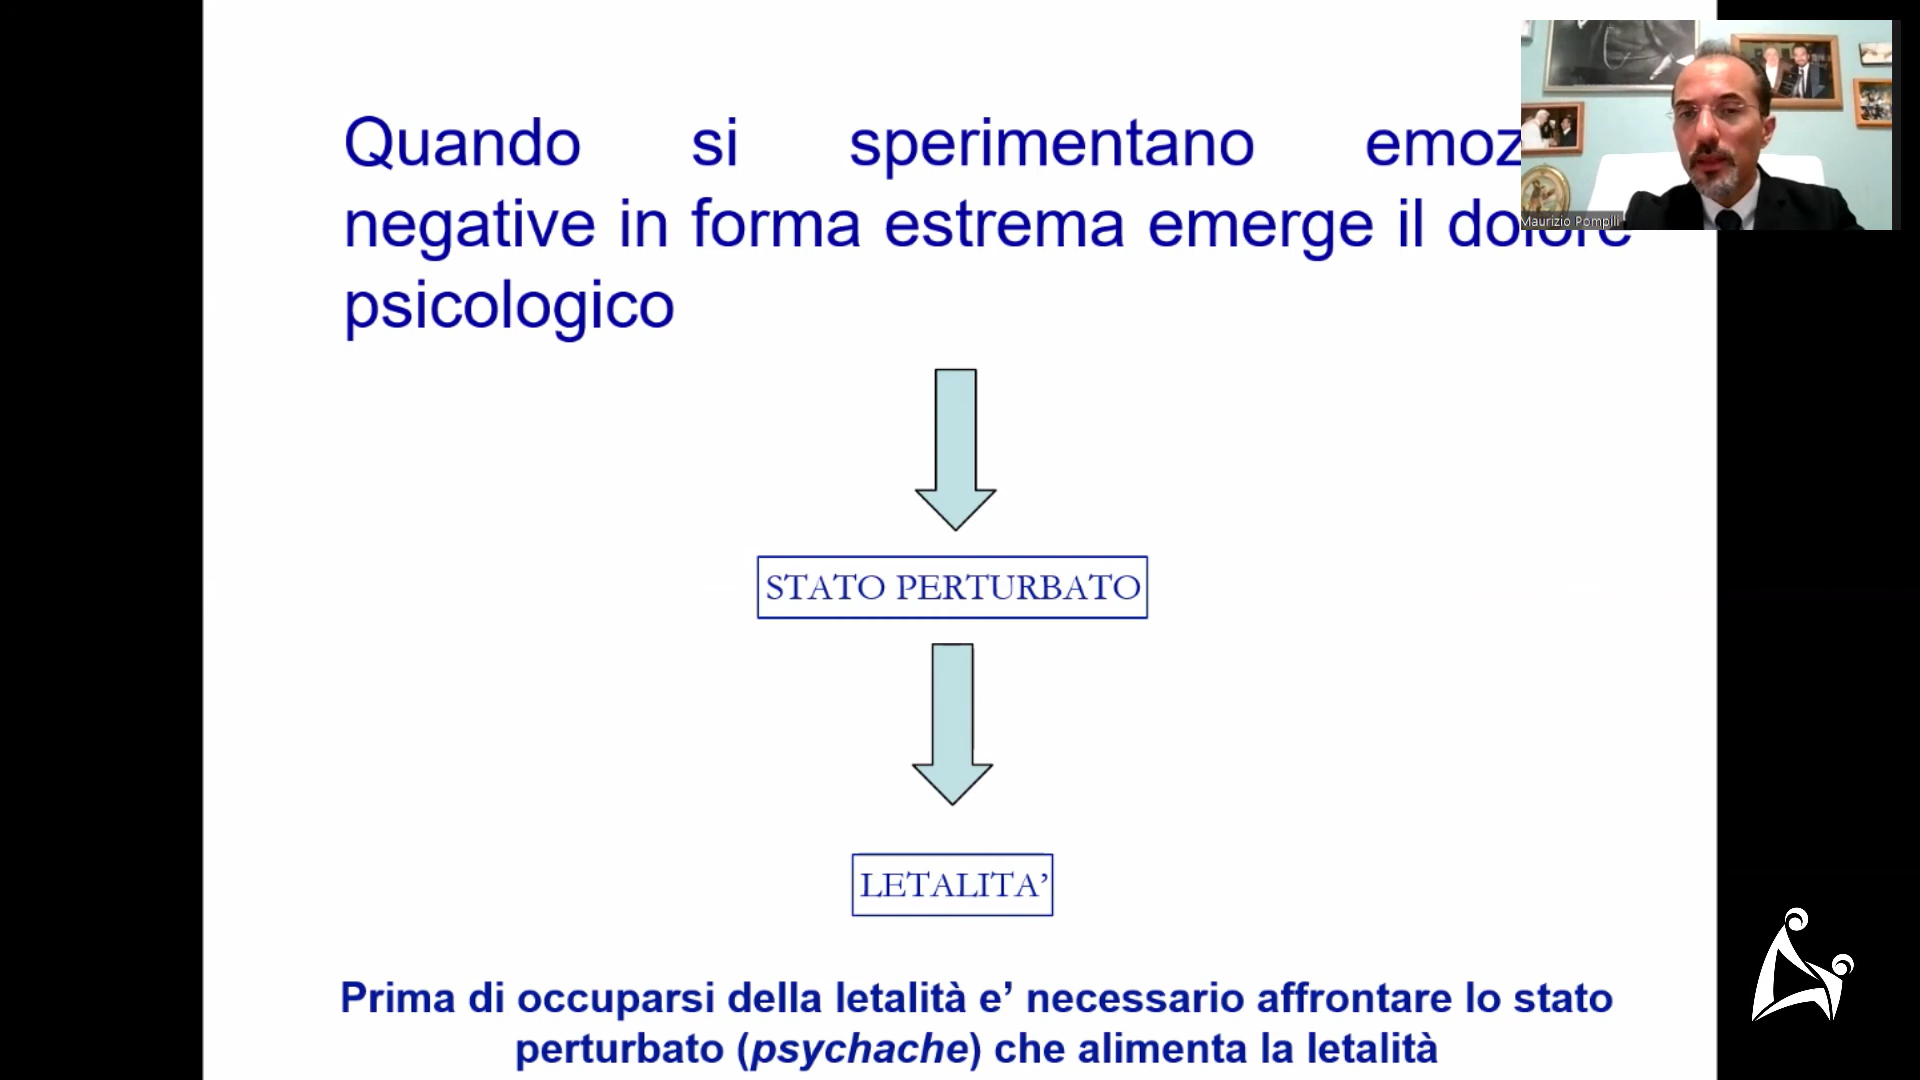 Quando si sperimentano emoz
negative in forma estrema emerge il dolore
psicologico
Maurizio Pompili
STATO PERTURBATO
LETALITA’
Prima di occuparsi della letalità e’ necessario affrontare lo stato
perturbato (psychache) che alimenta la letalità